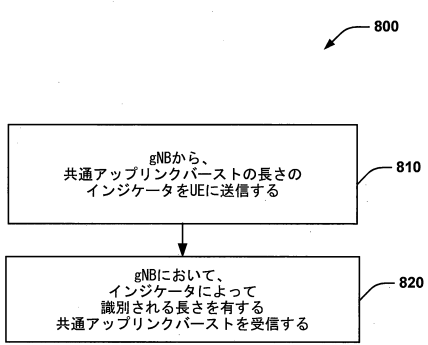 800
gNBから、
共通アップリンクバーストの長さの
インジケータをUEに送信する
810
gNBにおいて、
インジケータによって
識別される長さを有する
共通アップリンクバーストを受信する
820